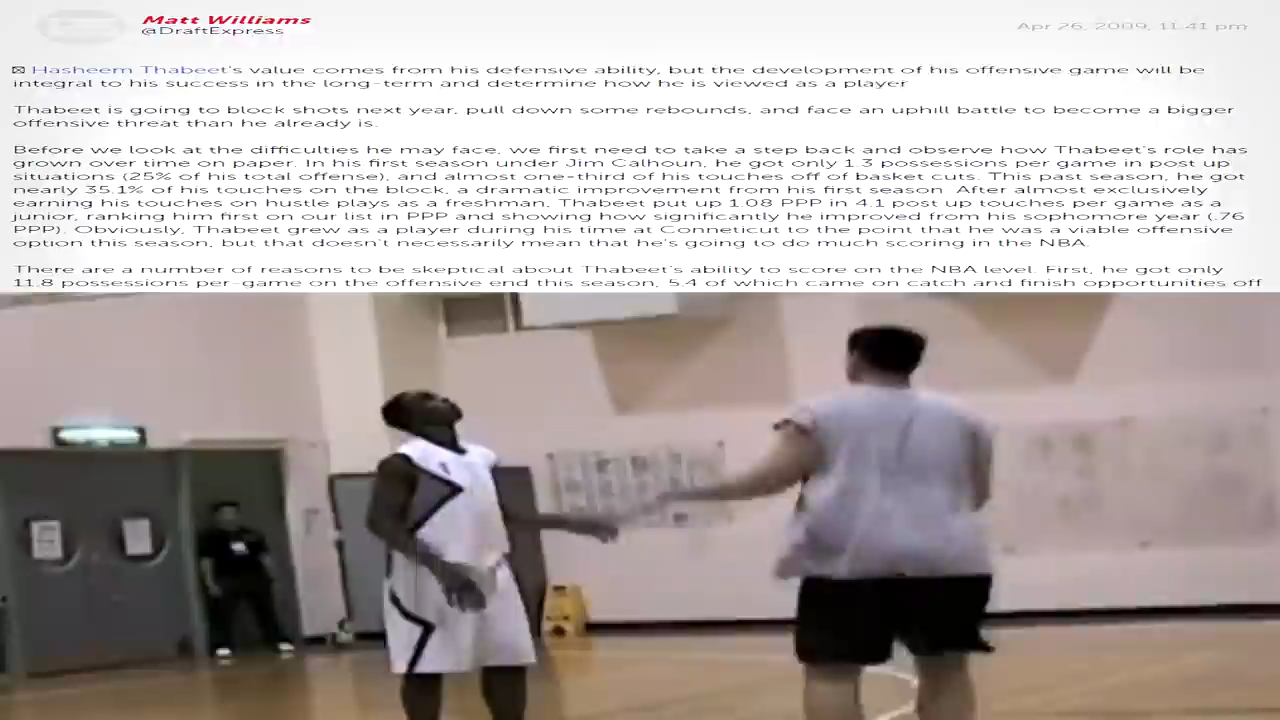 Matt Williams
@DraftExpress
Apr 26, 2009, 11:41 pm
Hasheem Thabeet's value comes from his defensive ability, but the development of his offensive game will be
integral to his success in the long-term and determine how he is viewed as a player
Thabeet is going to block shots next year, pull down some rebounds, and face an uphill battle to become a bigger
offensive threat than he already is.
Before we look at the difficulties he may face, we first need to take a step back and observe how Thabeet's role has
grown over time on paper. In his first season under Jim Calhoun, he got only 1.3 possessions per game in post up
situations (25% of his total offense), and almost one-third of his touches off of basket cuts. This past season, he got
nearly 35.1% of his touches on the block, a dramatic improvement from his first season. After almost exclusively
earning his touches on hustle plays as a freshman, Thabeet put up 1.08 PPP in 4.1 post up touches per game as a
junior, ranking him first on our list in PPP and showing how significantly he improved from his sophomore year (.76
PPP). Obviously, Thabeet grew as a player during his time at Conneticut to the point that he was a viable offensive
option this season, but that doesn't necessarily mean that he's going to do much scoring in the NBA.
There are a number of reasons to be skeptical about Thabeet's ability to score on the NBA level. First, he got only
11.8 possessions per-game on the offensive end this season, 5.4 of which came on catch and finish opportunities off